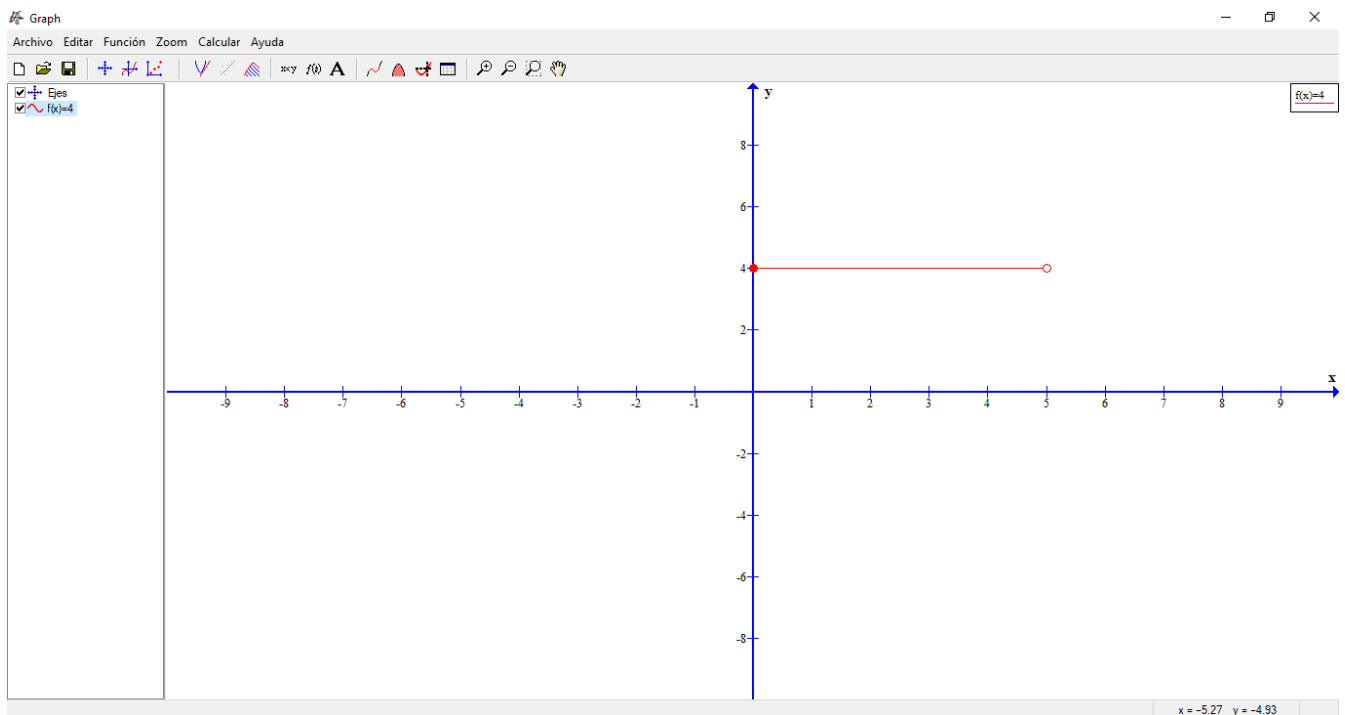 Graph
Archivo Editar Función Zoom Calcular Ayuda
x<y f(x) A
Ejes
f(x)=4
f(x)=4
y
x
8
6
4
2
-2
-4
-6
-8
-9 -8 -7 -6 -5 -4 -3 -2 -1 1 2 3 4 5 6 7 8 9
x = -5.27 y = -4.93